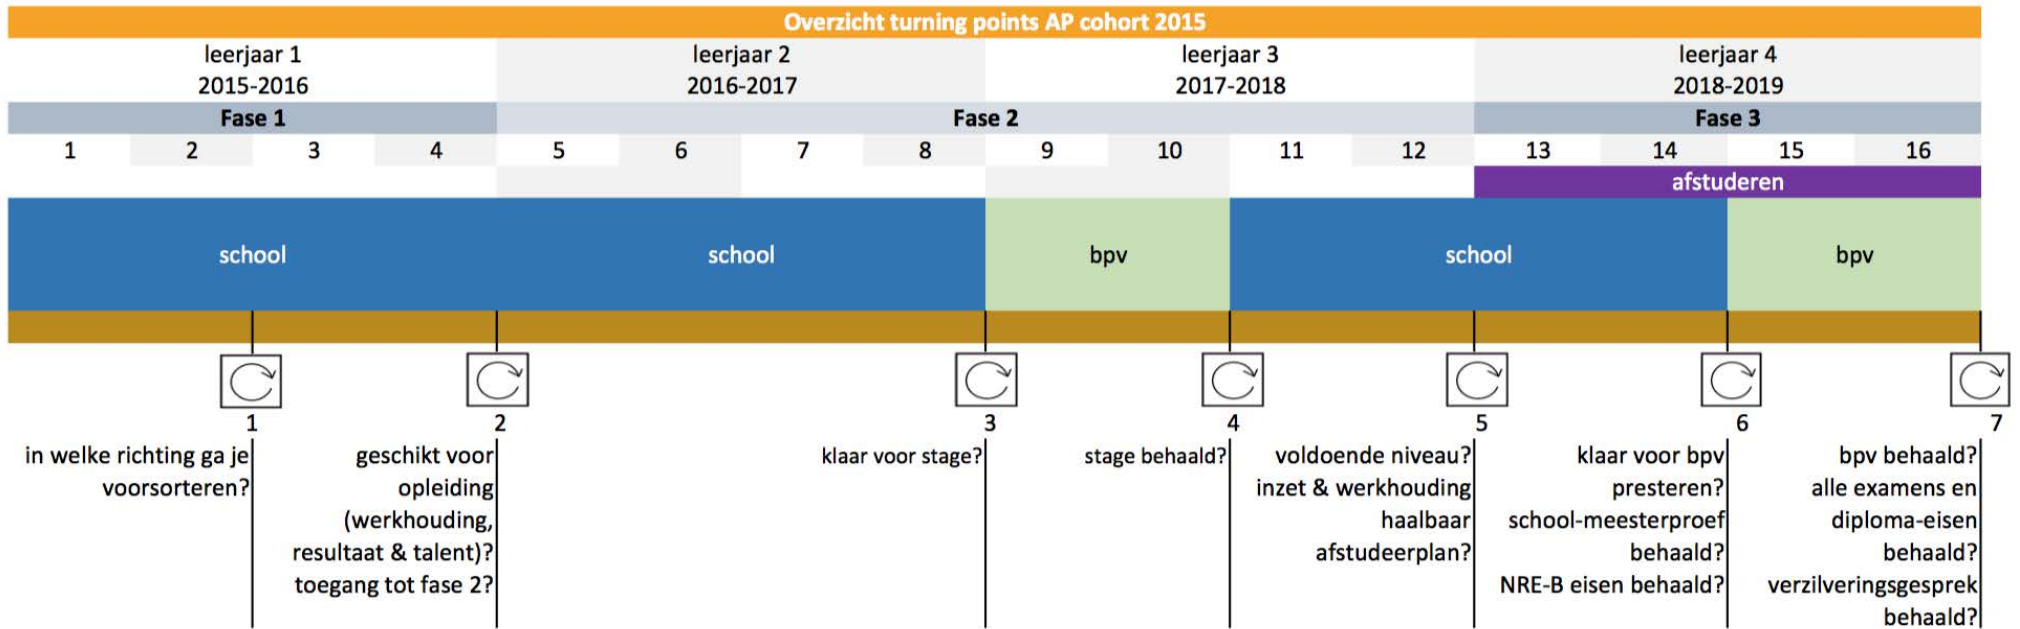 Overzicht turning points AP cohort 2015
leerjaar 1
2015-2016
leerjaar 2
2016-2017
leerjaar 3
2017-2018
leerjaar 4
2018-2019
Fase 1
Fase 2
Fase 3
1 2 3 4 5 6 7 8 9 10 11 12 13 14 15 16
afstuderen
school
school
bpv
school
bpv
1
in welke richting ga je
voorsorteren?
2
geschikt voor
opleiding
(werkhouding,
resultaat & talent)?
toegang tot fase 2?
3
klaar voor stage?
4
stage behaald?
5
voldoende niveau?
inzet & werkhouding
haalbaar
afstudeerplan?
6
klaar voor bpv
presteren?
school-meesterproef
behaald?
NRE-B eisen behaald?
7
bpv behaald?
alle examens en
diploma-eisen
behaald?
verzilveringsgesprek
behaald?